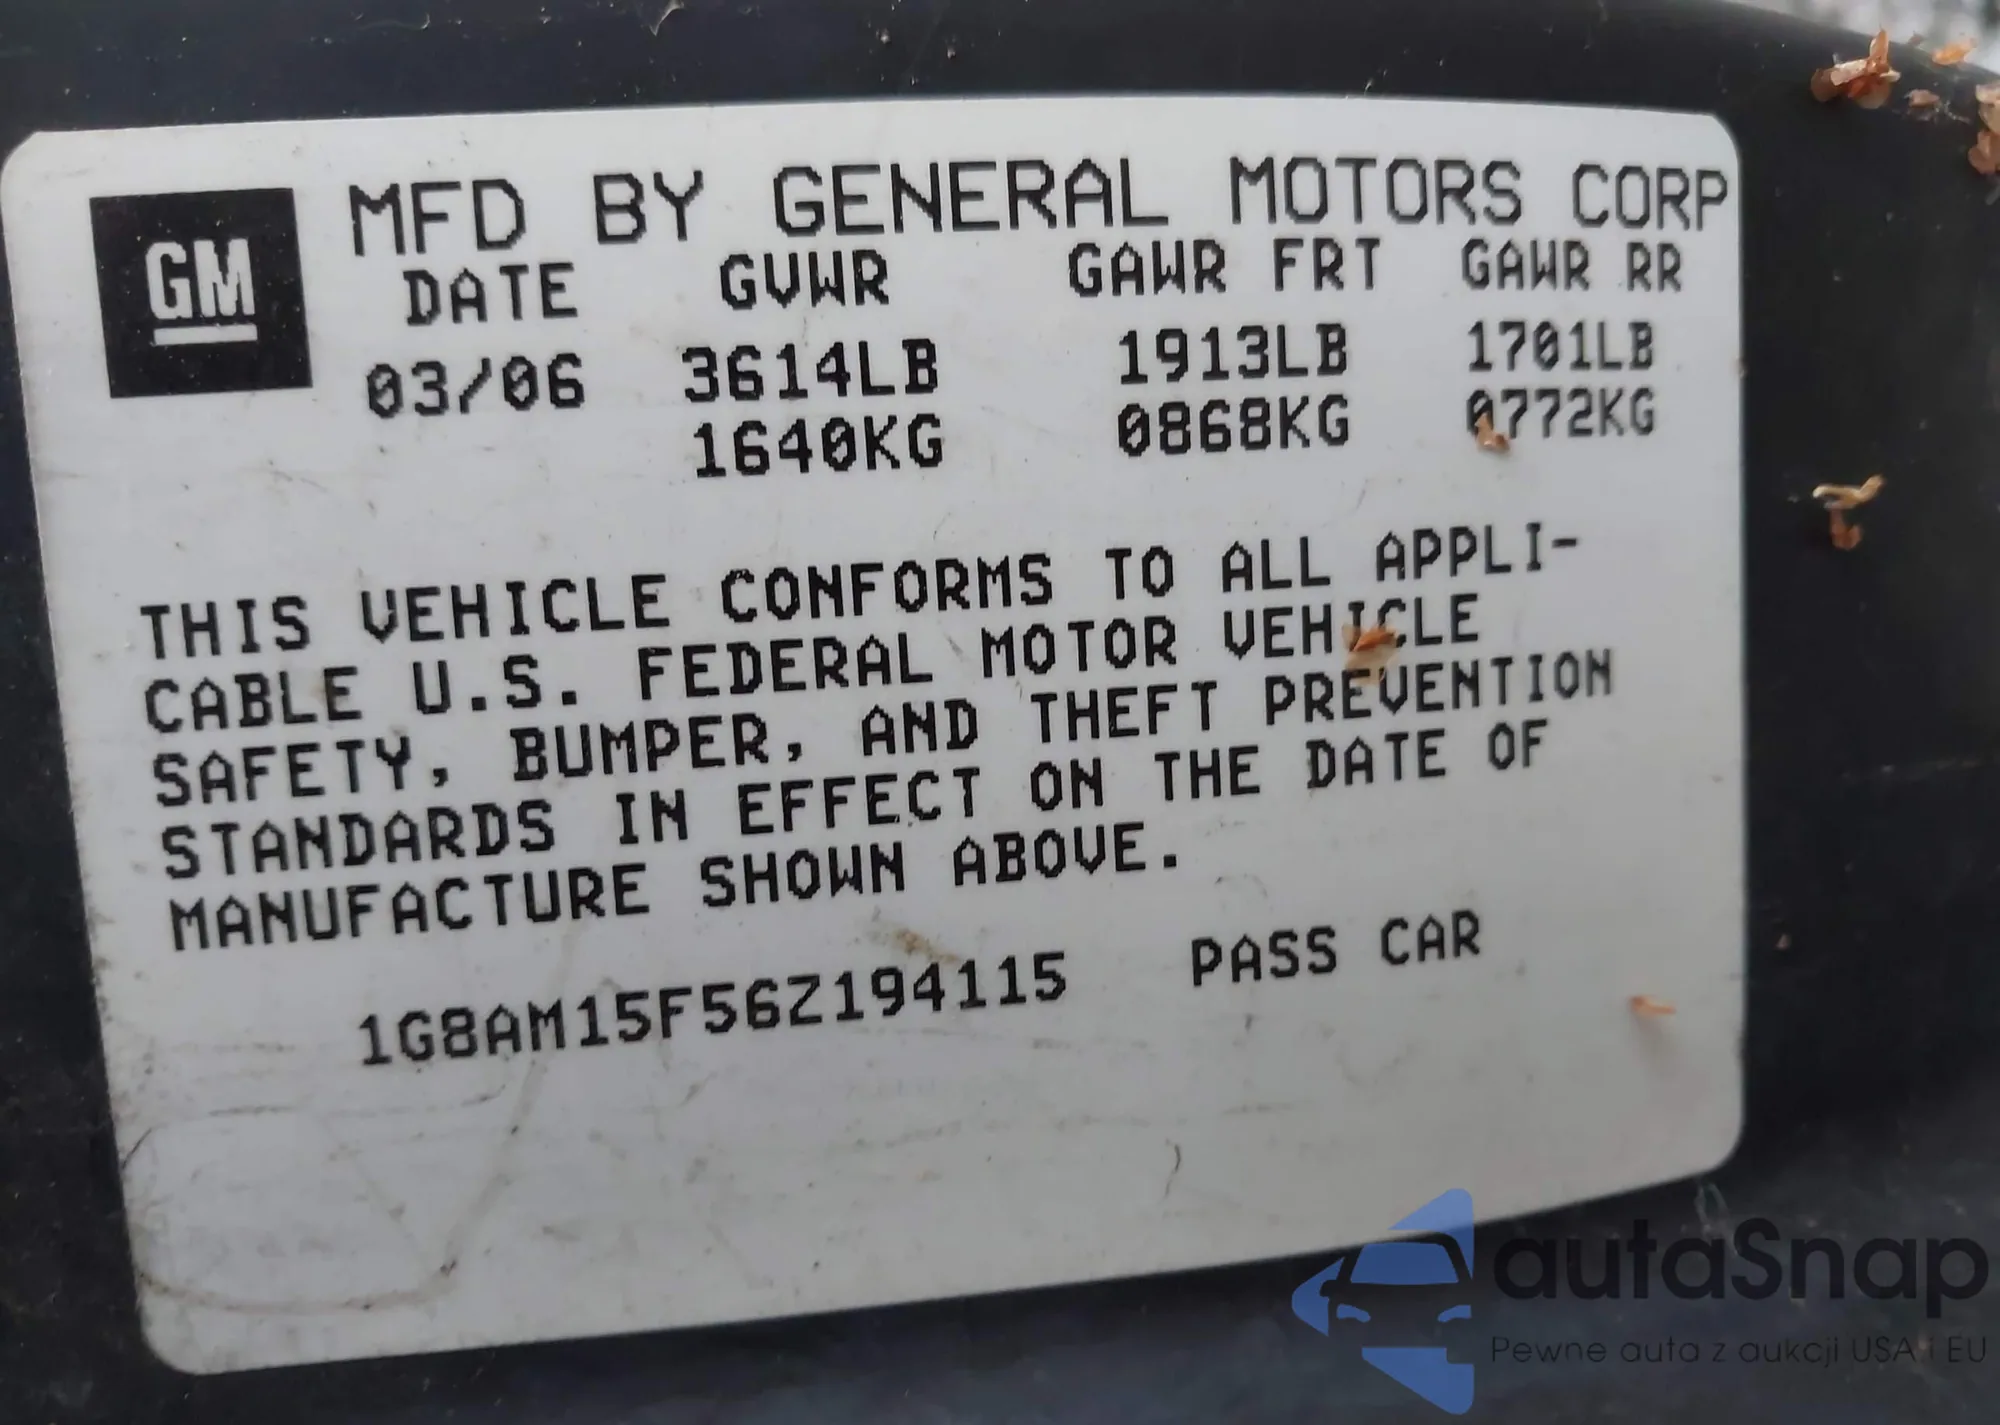 GM
MFD BY GENERAL MOTORS CORP
DATE GVWR GAWR FRT GAWR RR
03/06 3614LB 1913LB 1701LB
1640KG 0868KG 0772KG
THIS VEHICLE CONFORMS TO ALL APPLI-
CABLE U.S. FEDERAL MOTOR VEHICLE
SAFETY, BUMPER, AND THEFT PREVENTION
STANDARDS IN EFFECT ON THE DATE OF
MANUFACTURE SHOWN ABOVE.
1G8AM15F56Z194115 PASS CAR
autaSnap
Pewne auta z aukcji USA i EU